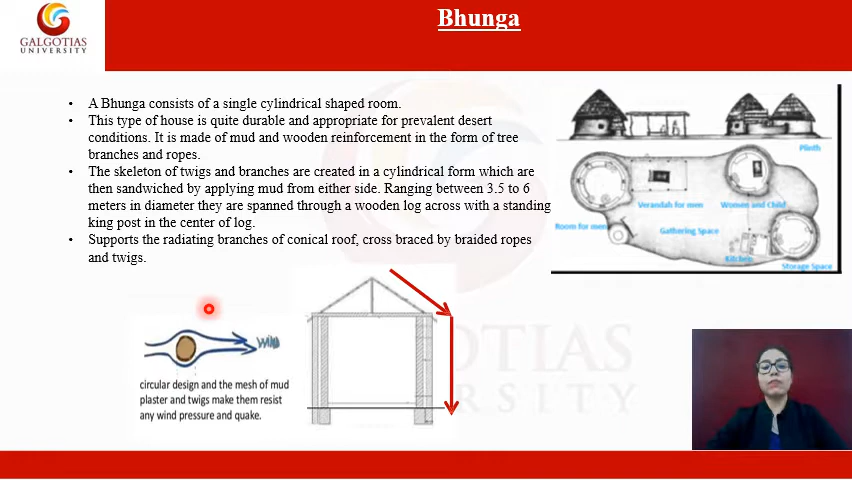 Bhunga
GALGOTIAS
UNIVERSITY
• A Bhunga consists of a single cylindrical shaped room.
• This type of house is quite durable and appropriate for prevalent desert
conditions. It is made of mud and wooden reinforcement in the form of tree
branches and ropes.
• The skeleton of twigs and branches are created in a cylindrical form which are
then sandwiched by applying mud from either side. Ranging between 3.5 to 6
meters in diameter they are spanned through a wooden log across with a standing
king post in the center of log.
• Supports the radiating branches of conical roof, cross braced by braided ropes
and twigs.
Plinth
Verandah for men
Women and Child
Room for men
Gathering Space
Kitchen
Storage Space
WIND
circular design and the mesh of mud
plaster and twigs make them resist
any wind pressure and quake.